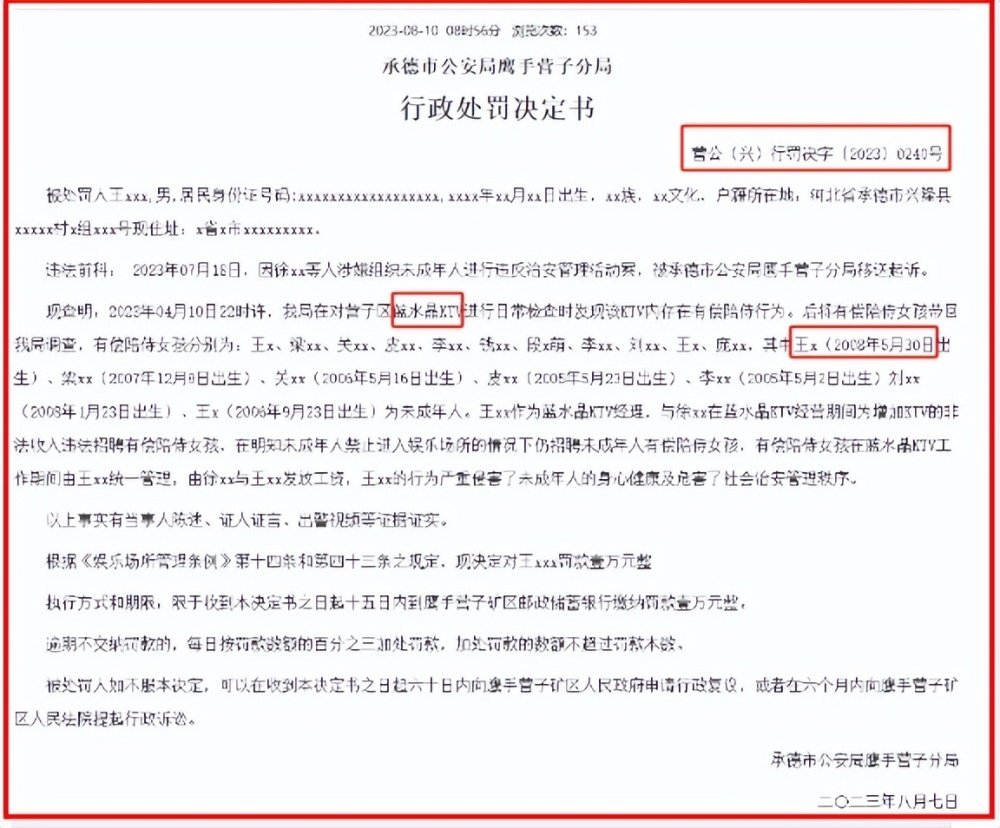 2023-08-10 08时56分 浏览次数：153
承德市公安局鹰手营子分局
行政处罚决定书
营公（兴）行罚决字〔2023〕0240号
被处罚人王xxx,男,居民身份证号码:xxxxxxxxxxxxxxxxxx,xxxx年xx月xx日出生，xx族，xx文化．户籍所在地：河北省承德市兴隆县
xxxxx村x组xxx号现住址：x省x市xxxxxxxxx。
违法前科： 2023年07月18日，因徐xx等人涉嫌组织未成年人进行违反治安管理活动案，被承德市公安局鹰手营子分局移送起诉。
现查明，2023年04月10日22时许，我局在对营子区蓝水晶KTV进行日常检查时发现该KTV内存在有偿陪侍行为。后将有偿陪侍女孩带回
我局调查，有偿陪侍女孩分别为：王x、梁xx、关xx、皮xx、李xx、钱xx、段x萌、李xx、刘xx、王x、庞xx，其中王x（2008年5月30日出
生）、梁xx（2007年12月9日出生）、关xx（2006年5月16日出生）、皮xx（2005年5月23日出生）、李xx（2005年5月2日出生）刘xx
（2008年1月23日出生）、王x（2006年9月23日出生）为未成年人。王xx作为蓝水晶KTV经理，与徐xx在蓝水晶KTV经营期间为增加KTV的非
法收入违法招聘有偿陪侍女孩，在明知未成年人禁止进入娱乐场所的情况下仍招聘未成年人有偿陪侍女孩，有偿陪侍女孩在蓝水晶KTV工
作期间由王xx统一管理，由徐xx与王xx发放工资，王xx的行为严重侵害了未成年人的身心健康及危害了社会治安管理秩序。
以上事实有当事人陈述、证人证言、出警视频等证据证实。
根据《娱乐场所管理条例》第十四条和第四十三条之规定，现决定对王xxx罚款壹万元整
执行方式和期限，限于收到本决定书之日起十五日内到鹰手营子矿区邮政储蓄银行缴纳罚款壹万元整。
逾期不交纳罚款的，每日按罚款数额的百分之三加处罚款，加处罚款的数额不超过罚款本数、
被处罚人如不服本决定，可以在收到本决定书之日起六十日内向鹰手营子矿区人民政府申请行政复议，或者在六个月内向鹰手营子矿
区人民法院提起行政诉讼。
承德市公安局鹰手营子分局
二〇二三年八月七日